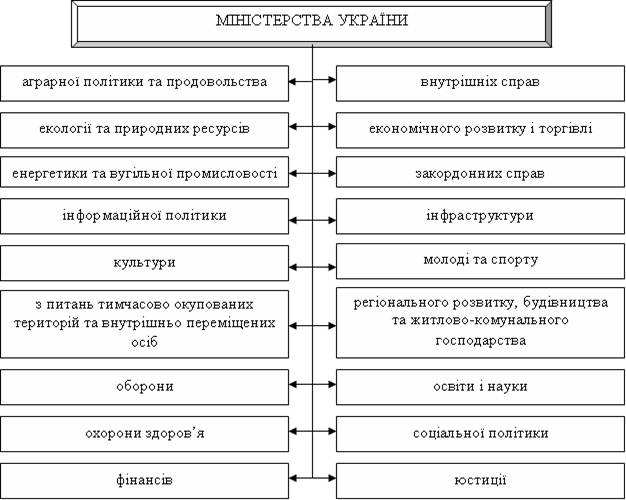 МІНІСТЕРСТВА УКРАЇНИ
аграрної політики та продовольства
внутрішніх справ
екології та природних ресурсів
економічного розвитку і торгівлі
енергетики та вугільної промисловості
закордонних справ
інформаційної політики
інфраструктури
культури
молоді та спорту
з питань тимчасово окупованих
територій та внутрішньо переміщених
осіб
регіонального розвитку, будівництва
та житлово-комунального
господарства
оборони
освіти і науки
охорони здоров’я
соціальної політики
фінансів
юстиції